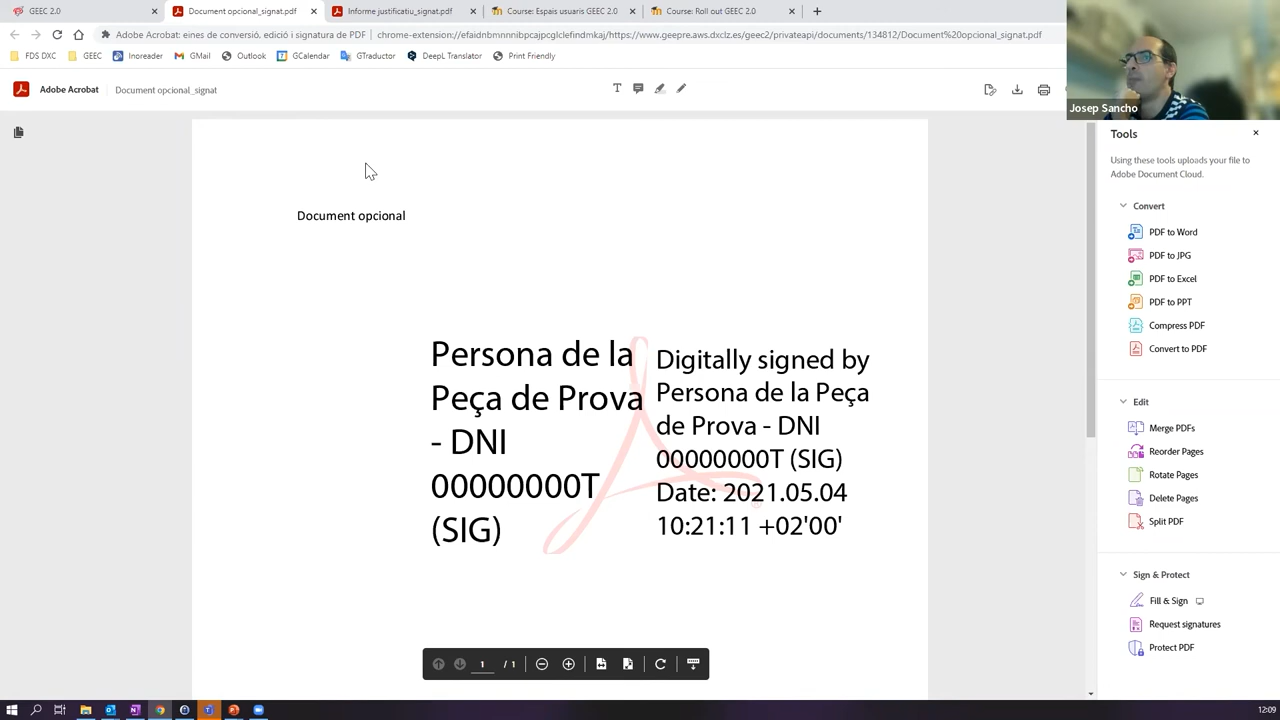 GEEC 2.0
Document opcional_signat.pdf
Informe justificatiu_signat.pdf
Course: Espais usuaris GEEC 2.0
Course: Roll out GEEC 2.0
Adobe Acrobat: eines de conversió, edició i signatura de PDF
chrome-extension://efaidnbmnnnibpcajpcglclefindmkaj/https://www.geepre.aws.dxclz.es/geec2/privateapi/documents/134812/Document%20opcional_signat.pdf
FDS DXC
GEEC
Inoreader
GMail
Outlook
GCalendar
GTraductor
DeepL Translator
Print Friendly
Adobe Acrobat
Document opcional_signat
Josep Sancho
Document opcional
Persona de la
Peça de Prova
- DNI
00000000T
(SIG)
Digitally signed by
Persona de la Peça
de Prova - DNI
00000000T (SIG)
Date: 2021.05.04
10:21:11 +02'00'
1 / 1
Tools
Using these tools uploads your file to
Adobe Document Cloud.
Convert
PDF to Word
PDF to JPG
PDF to Excel
PDF to PPT
Compress PDF
Convert to PDF
Edit
Merge PDFs
Reorder Pages
Rotate Pages
Delete Pages
Split PDF
Sign & Protect
Fill & Sign
Request signatures
Protect PDF
12:09